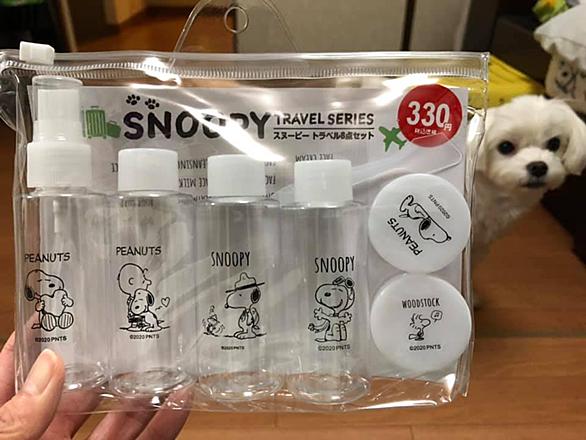 SNOOPY TRAVEL SERIES
スヌーピー トラベル8点セット
330円
PEANUTS
©2020 PNTS
PEANUTS
©2020 PNTS
SNOOPY
©2020 PNTS
SNOOPY
©2020 PNTS
PEANUTS
©2020 PNTS
WOODSTOCK
©2020 PNTS
FACE CREAM